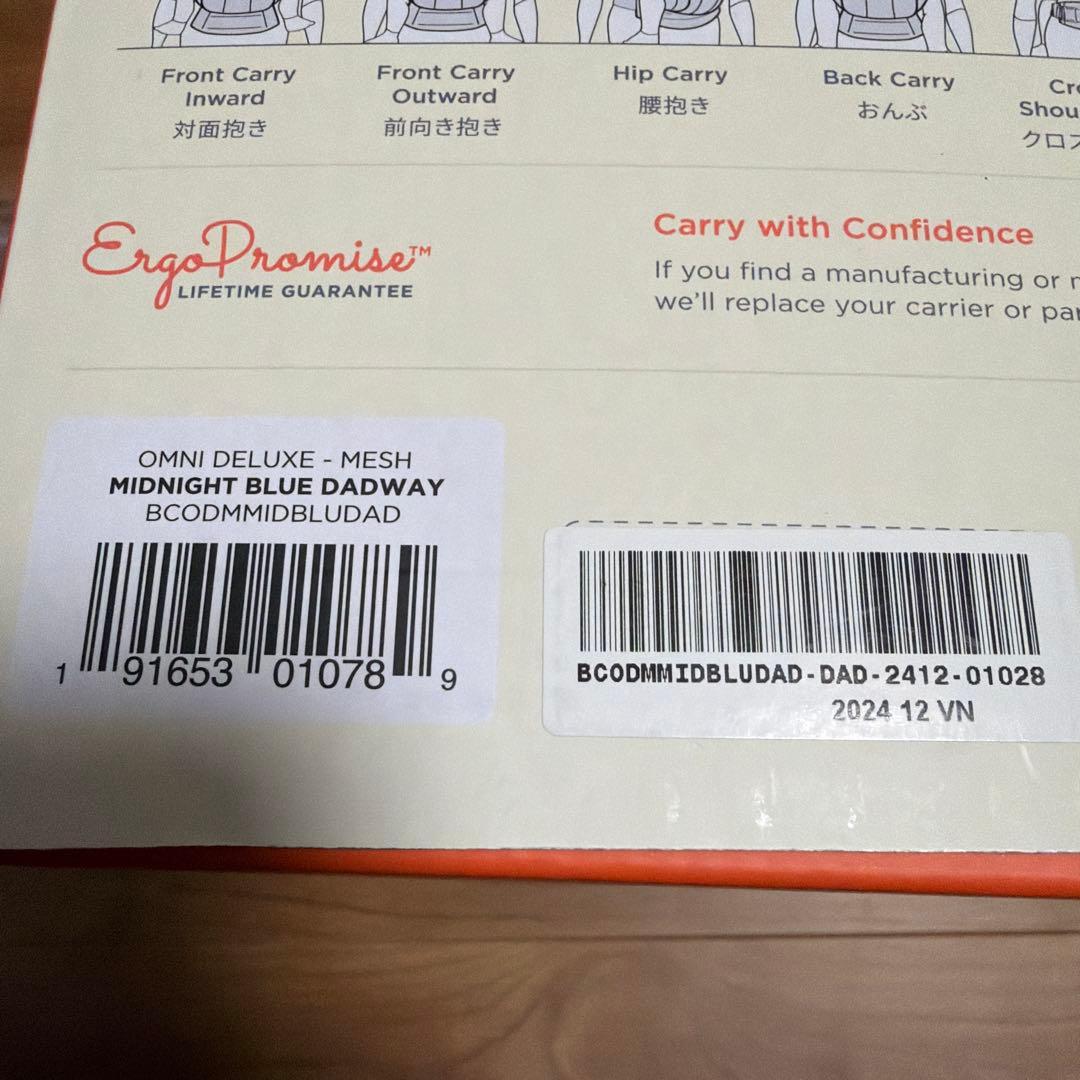 Front Carry
Inward
対面抱き
Front Carry
Outward
前向き抱き
Hip Carry
腰抱き
Back Carry
おんぶ
ErgoPromise™
LIFETIME GUARANTEE
Carry with Confidence
If you find a manufacturing or
we'll replace your carrier or
OMNI DELUXE - MESH
MIDNIGHT BLUE DADWAY
BCODMMIDBLUDAD
1 91653 01078 9
BCODMMIDBLUDAD-DAD-2412-01028
2024 12 VN